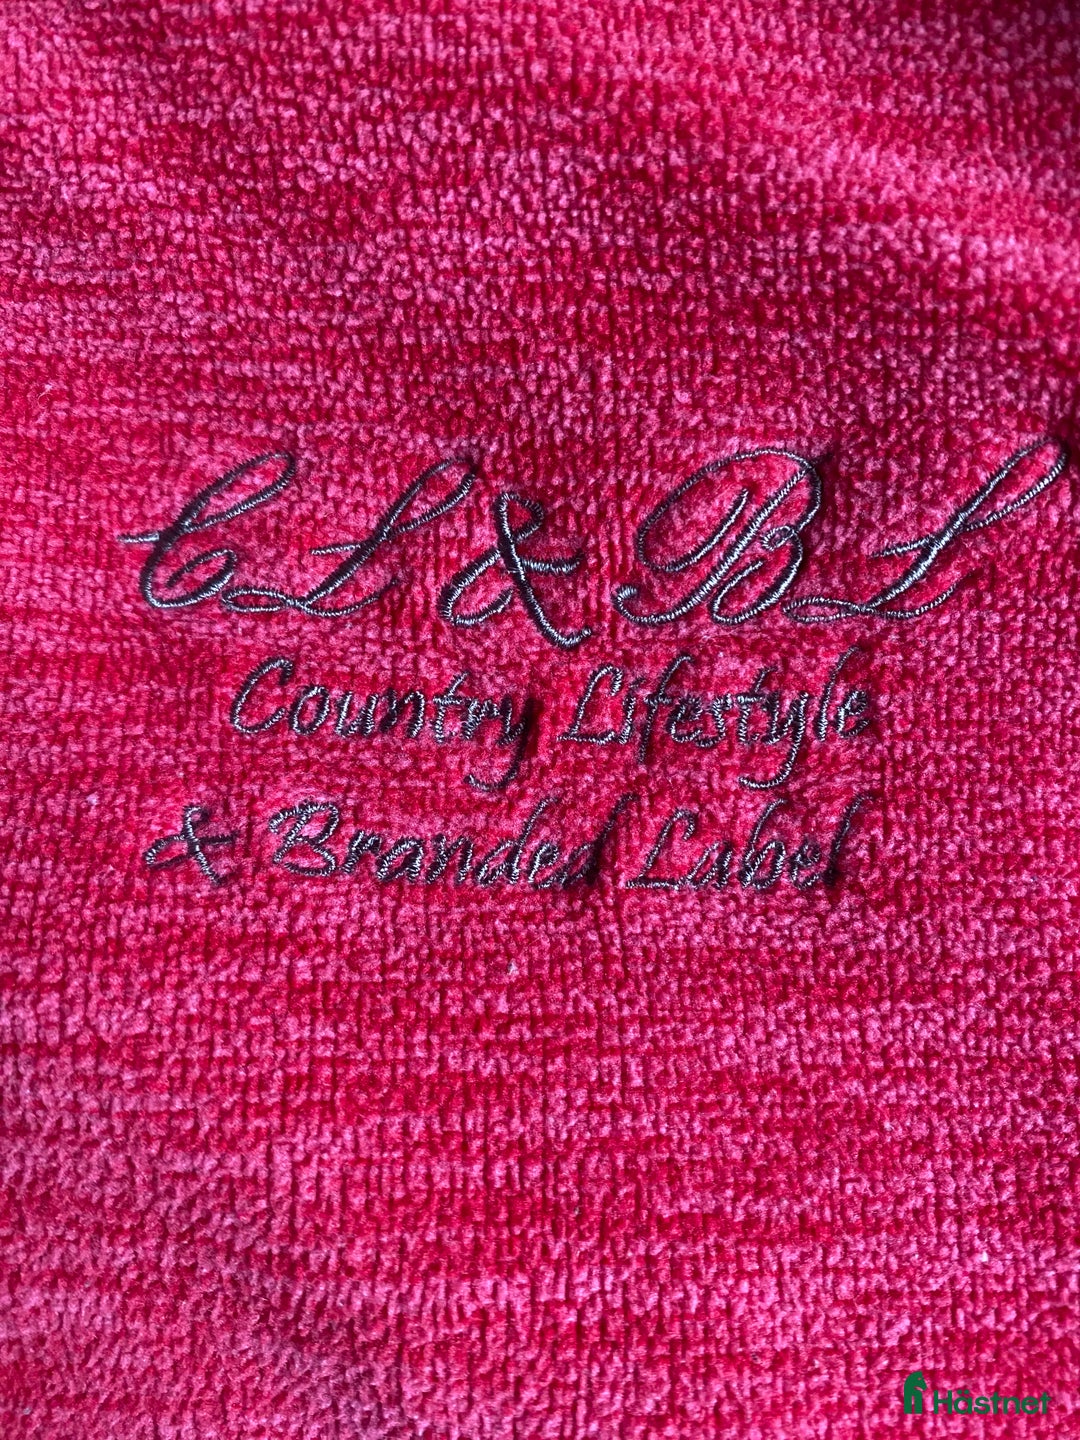 CL & BL
Country Lifestyle
& Branded Label
Hästnet